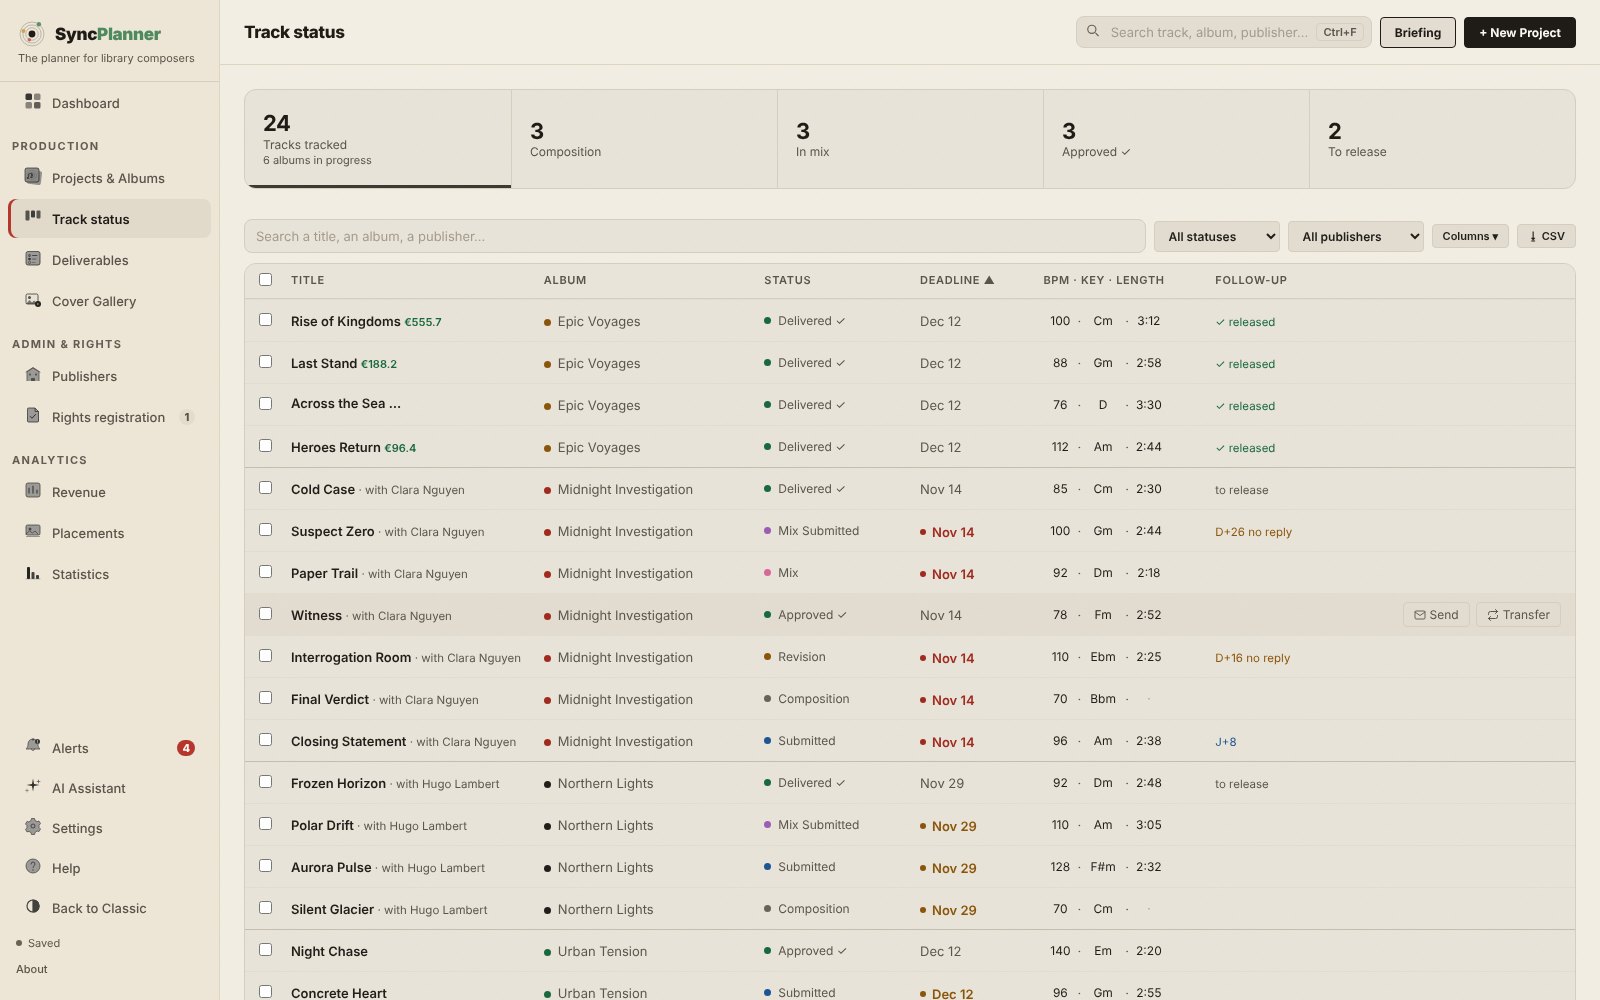 SyncPlanner
The planner for library composers
Dashboard
PRODUCTION
Projects & Albums
Track status
Deliverables
Cover Gallery
ADMIN & RIGHTS
Publishers
Rights registration 1
ANALYTICS
Revenue
Placements
Statistics
Alerts 4
AI Assistant
Settings
Help
Back to Classic
Saved
About
Track status
Search track, album, publisher... Ctrl+F
Briefing
+ New Project
24
Tracks tracked
6 albums in progress
3
Composition
3
In mix
3
Approved ✓
2
To release
Search a title, an album, a publisher...
All statuses
All publishers
Columns ▾
⤓ CSV
TITLE ALBUM STATUS DEADLINE ▲ BPM · KEY · LENGTH FOLLOW-UP
Rise of Kingdoms €555.7 Epic Voyages Delivered ✓ Dec 12 100 · Cm · 3:12 ✓ released
Last Stand €188.2 Epic Voyages Delivered ✓ Dec 12 88 · Gm · 2:58 ✓ released
Across the Sea ... Epic Voyages Delivered ✓ Dec 12 76 · D · 3:30 ✓ released
Heroes Return €96.4 Epic Voyages Delivered ✓ Dec 12 112 · Am · 2:44 ✓ released
Cold Case · with Clara Nguyen Midnight Investigation Delivered ✓ Nov 14 85 · Cm · 2:30 to release
Suspect Zero · with Clara Nguyen Midnight Investigation Mix Submitted Nov 14 100 · Gm · 2:44 D+26 no reply
Paper Trail · with Clara Nguyen Midnight Investigation Mix Nov 14 92 · Dm · 2:18
Witness · with Clara Nguyen Midnight Investigation Approved ✓ Nov 14 78 · Fm · 2:52 Send Transfer
Interrogation Room · with Clara Nguyen Midnight Investigation Revision Nov 14 110 · Ebm · 2:25 D+16 no reply
Final Verdict · with Clara Nguyen Midnight Investigation Composition Nov 14 70 · Bbm · ·
Closing Statement · with Clara Nguyen Midnight Investigation Submitted Nov 14 96 · Am · 2:38 J+8
Frozen Horizon · with Hugo Lambert Northern Lights Delivered ✓ Nov 29 92 · Dm · 2:48 to release
Polar Drift · with Hugo Lambert Northern Lights Mix Submitted Nov 29 110 · Am · 3:05
Aurora Pulse · with Hugo Lambert Northern Lights Submitted Nov 29 128 · F#m · 2:32
Silent Glacier · with Hugo Lambert Northern Lights Composition Nov 29 70 · Cm · ·
Night Chase Urban Tension Approved ✓ Dec 12 140 · Em · 2:20
Concrete Heart Urban Tension Submitted Dec 12 96 · Gm · 2:55